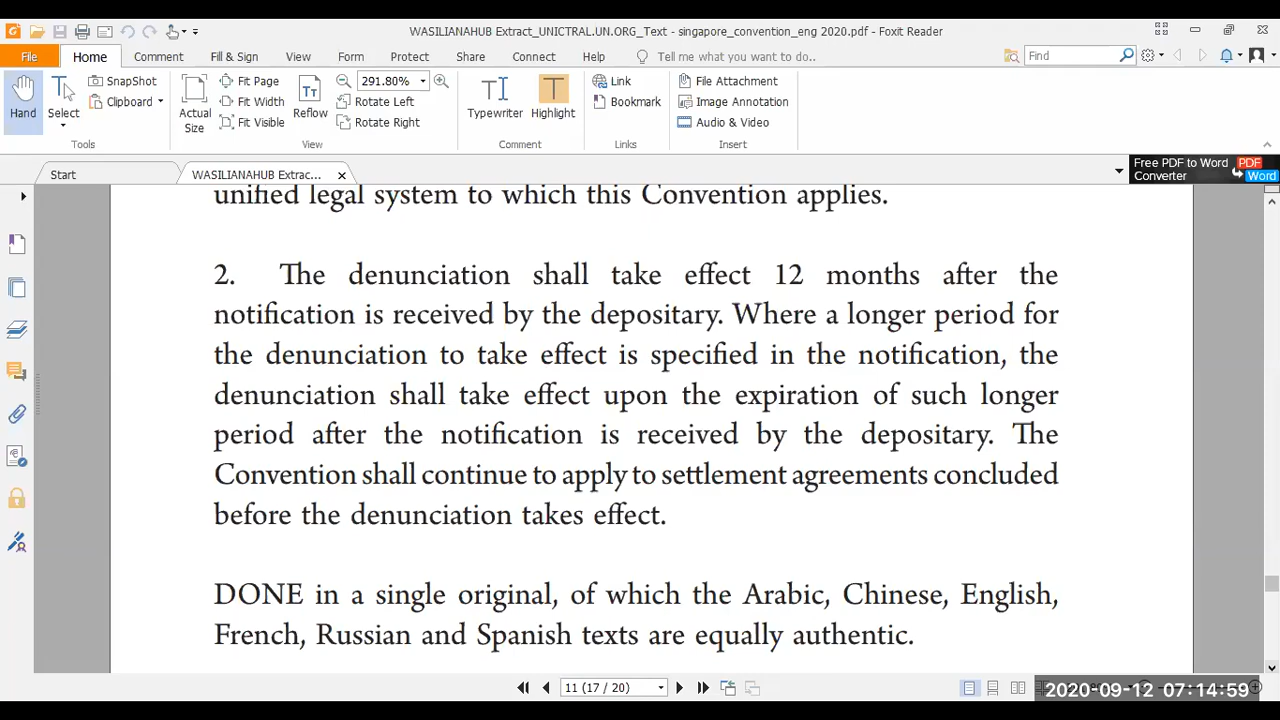 WASILIANAHUB Extract_UNICTRAL.UN.ORG_Text - singapore_convention_eng 2020.pdf - Foxit Reader
File Home Comment Fill & Sign View Form Protect Share Connect Help Tell me what you want to do.. Find
SnapShot Fit Page 291.80% Link File Attachment
Clipboard Fit Width Rotate Left Bookmark Image Annotation
Hand Select Actual Size Fit Visible Reflow Rotate Right Typewriter Highlight Audio & Video
Tools View Comment Links Insert
Start WASILIANAHUB Extrac... Free PDF to Word Converter PDF Word
unified legal system to which this Convention applies.
2. The denunciation shall take effect 12 months after the
notification is received by the depositary. Where a longer period for
the denunciation to take effect is specified in the notification, the
denunciation shall take effect upon the expiration of such longer
period after the notification is received by the depositary. The
Convention shall continue to apply to settlement agreements concluded
before the denunciation takes effect.
DONE in a single original, of which the Arabic, Chinese, English,
French, Russian and Spanish texts are equally authentic.
11 (17 / 20)
2020-09-12 07:14:59